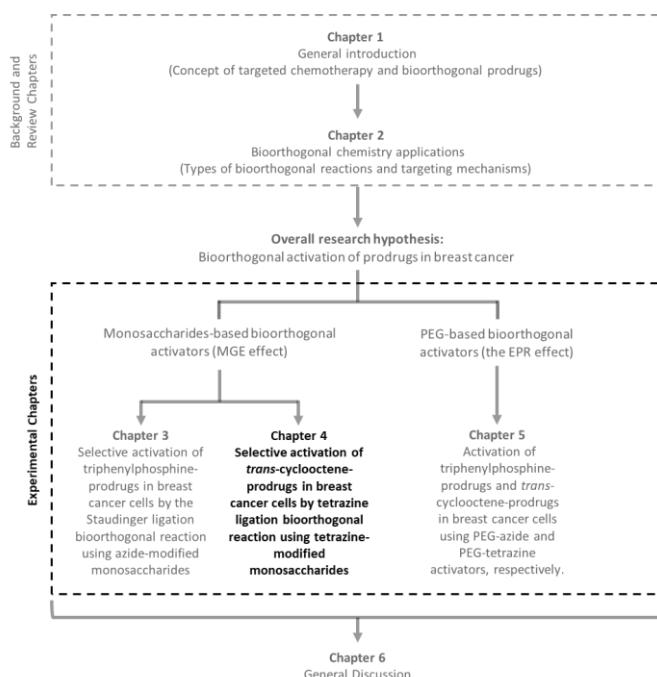 Background and
Review Chapters
Chapter 1
General introduction
(Concept of targeted chemotherapy and bioorthogonal prodrugs)
Chapter 2
Bioorthogonal chemistry applications
(Types of bioorthogonal reactions and targeting mechanisms)
Overall research hypothesis:
Bioorthogonal activation of prodrugs in breast cancer
Experimental Chapters
Monosaccharides-based bioorthogonal
activators (MGE effect)
PEG-based bioorthogonal
activators (the EPR effect)
Chapter 3
Selective activation of
triphenylphosphine-
prodrugs in breast
cancer cells by the
Staudinger ligation
bioorthogonal reaction
using azide-modified
monosaccharides
Chapter 4
Selective activation of
trans-cyclooctene-
prodrugs in breast
cancer cells by tetrazine
ligation bioorthogonal
reaction using tetrazine-
modified
monosaccharides
Chapter 5
Activation of
triphenylphosphine-
prodrugs and trans-
cyclooctene-prodrugs
in breast cancer cells
using PEG-azide and
PEG-tetrazine
activators, respectively.
Chapter 6
General Discussion